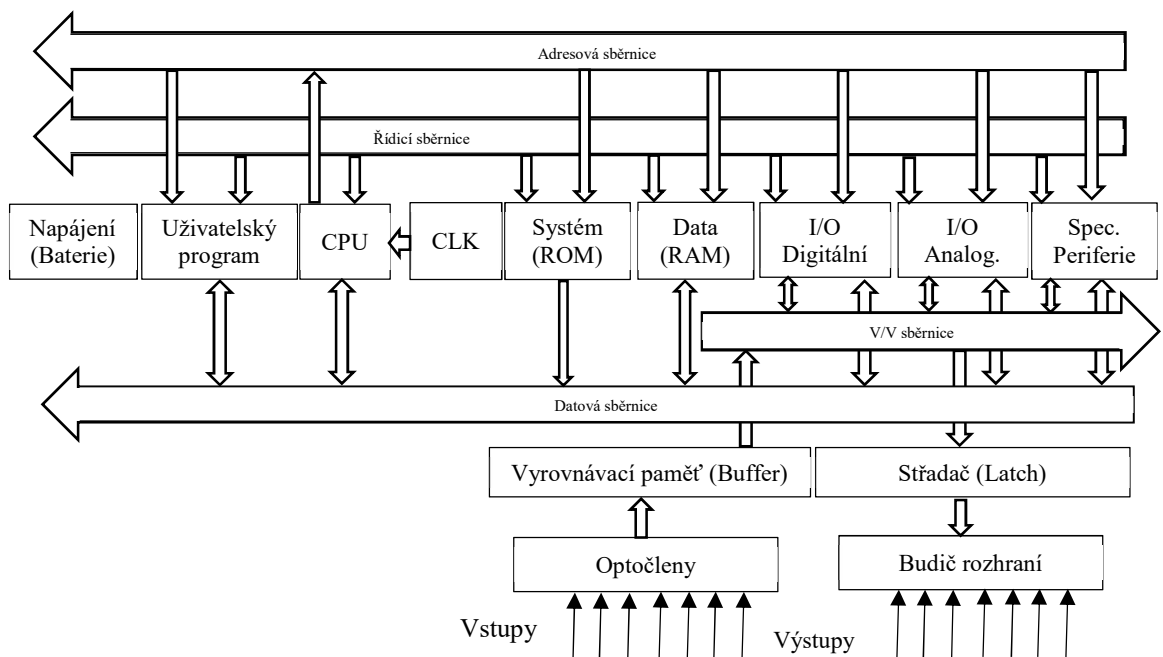 Adresová sběrnice
Řídicí sběrnice
Napájení
(Baterie)
Uživatelský
program
CPU
CLK
Systém
(ROM)
Data
(RAM)
I/O
Digitální
I/O
Analog.
Spec.
Periferie
V/V sběrnice
Datová sběrnice
Vyrovnávací paměť (Buffer)
Střadač (Latch)
Optočleny
Budič rozhraní
Vstupy
Výstupy